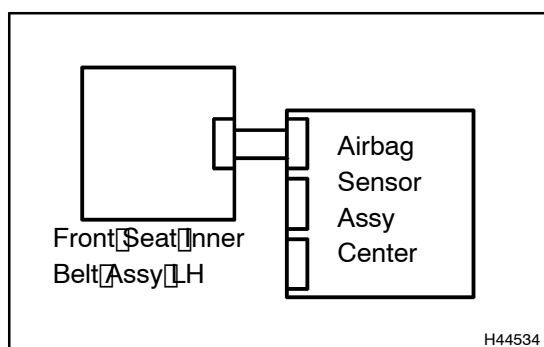 Airbag
Sensor
Assy
Center
Front Seat Inner
Belt Assy LH
H44534